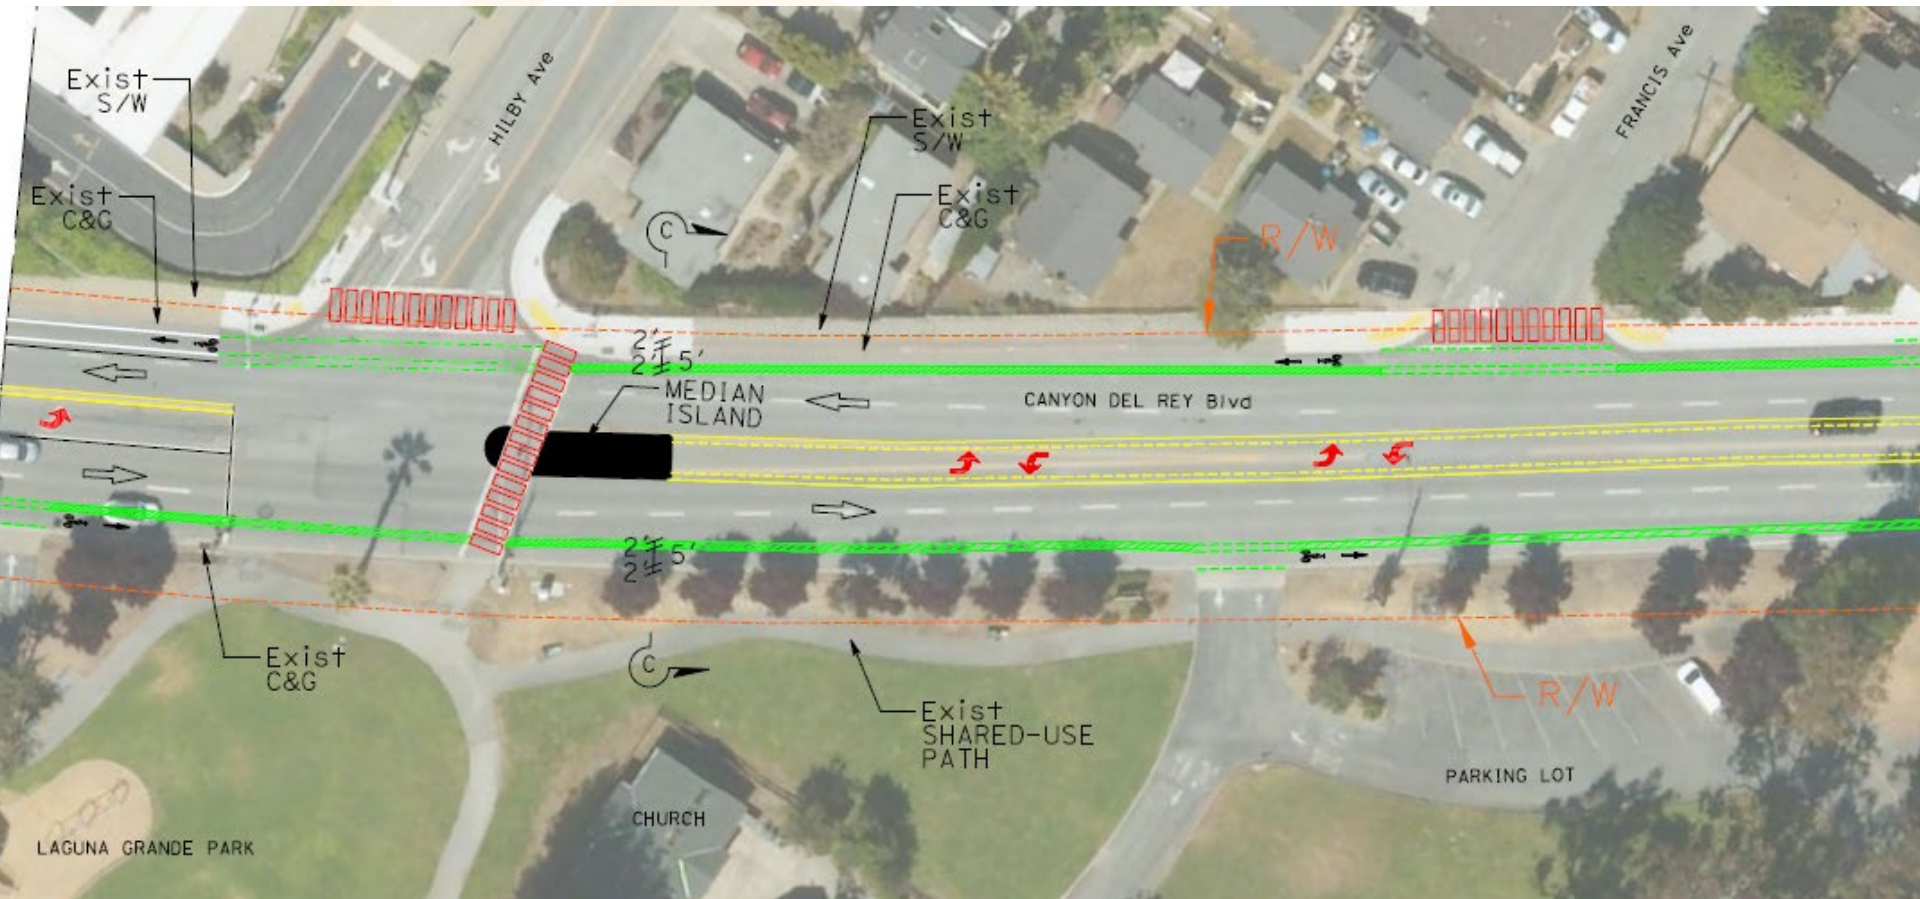 Exist
S/W
HILBY Ave
Exist
S/W
FRANCIS Ave
Exist
C&G
Exist
C&G
C
R/W
2'
2' 5'
MEDIAN
ISLAND
CANYON DEL REY Blvd
2'
2' 5'
Exist
C&G
C
Exist
SHARED-USE
PATH
R/W
PARKING LOT
CHURCH
LAGUNA GRANDE PARK